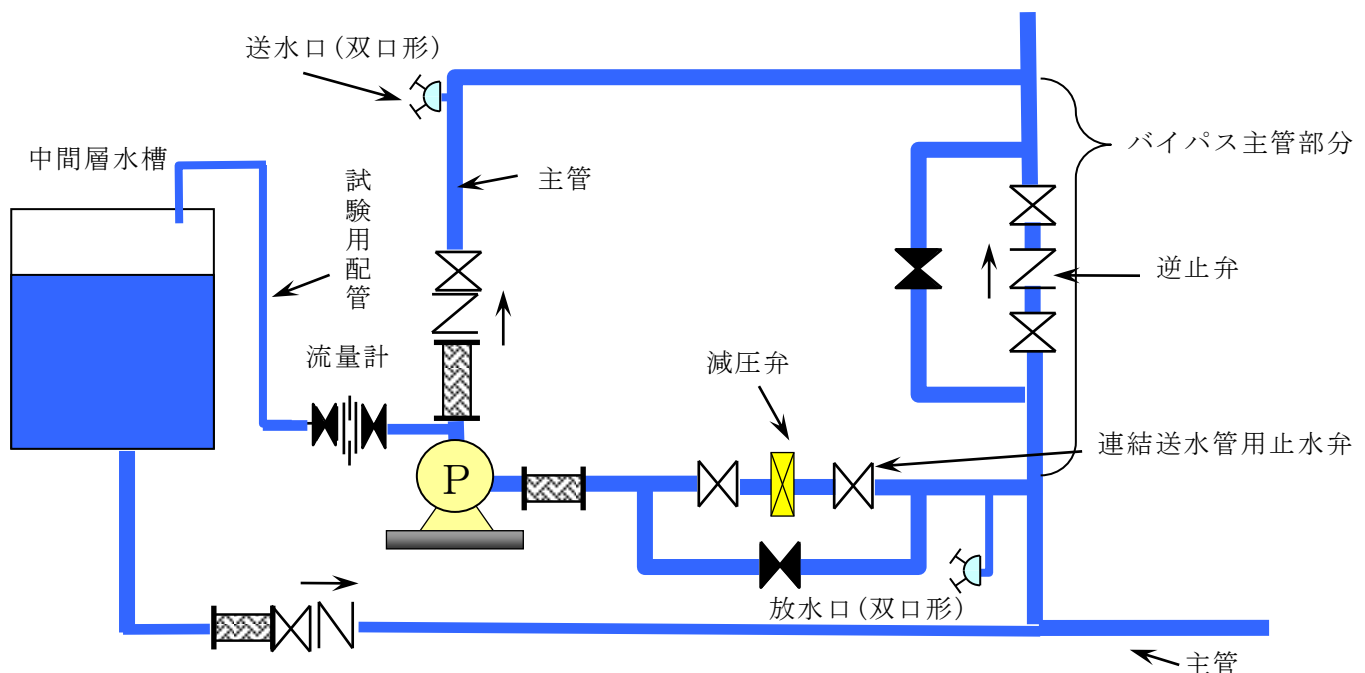 送水口(双口形)
中間層水槽
試験用配管
主管
バイパス主管部分
逆止弁
流量計
減圧弁
連結送水管用止水弁
P
放水口(双口形)
主管